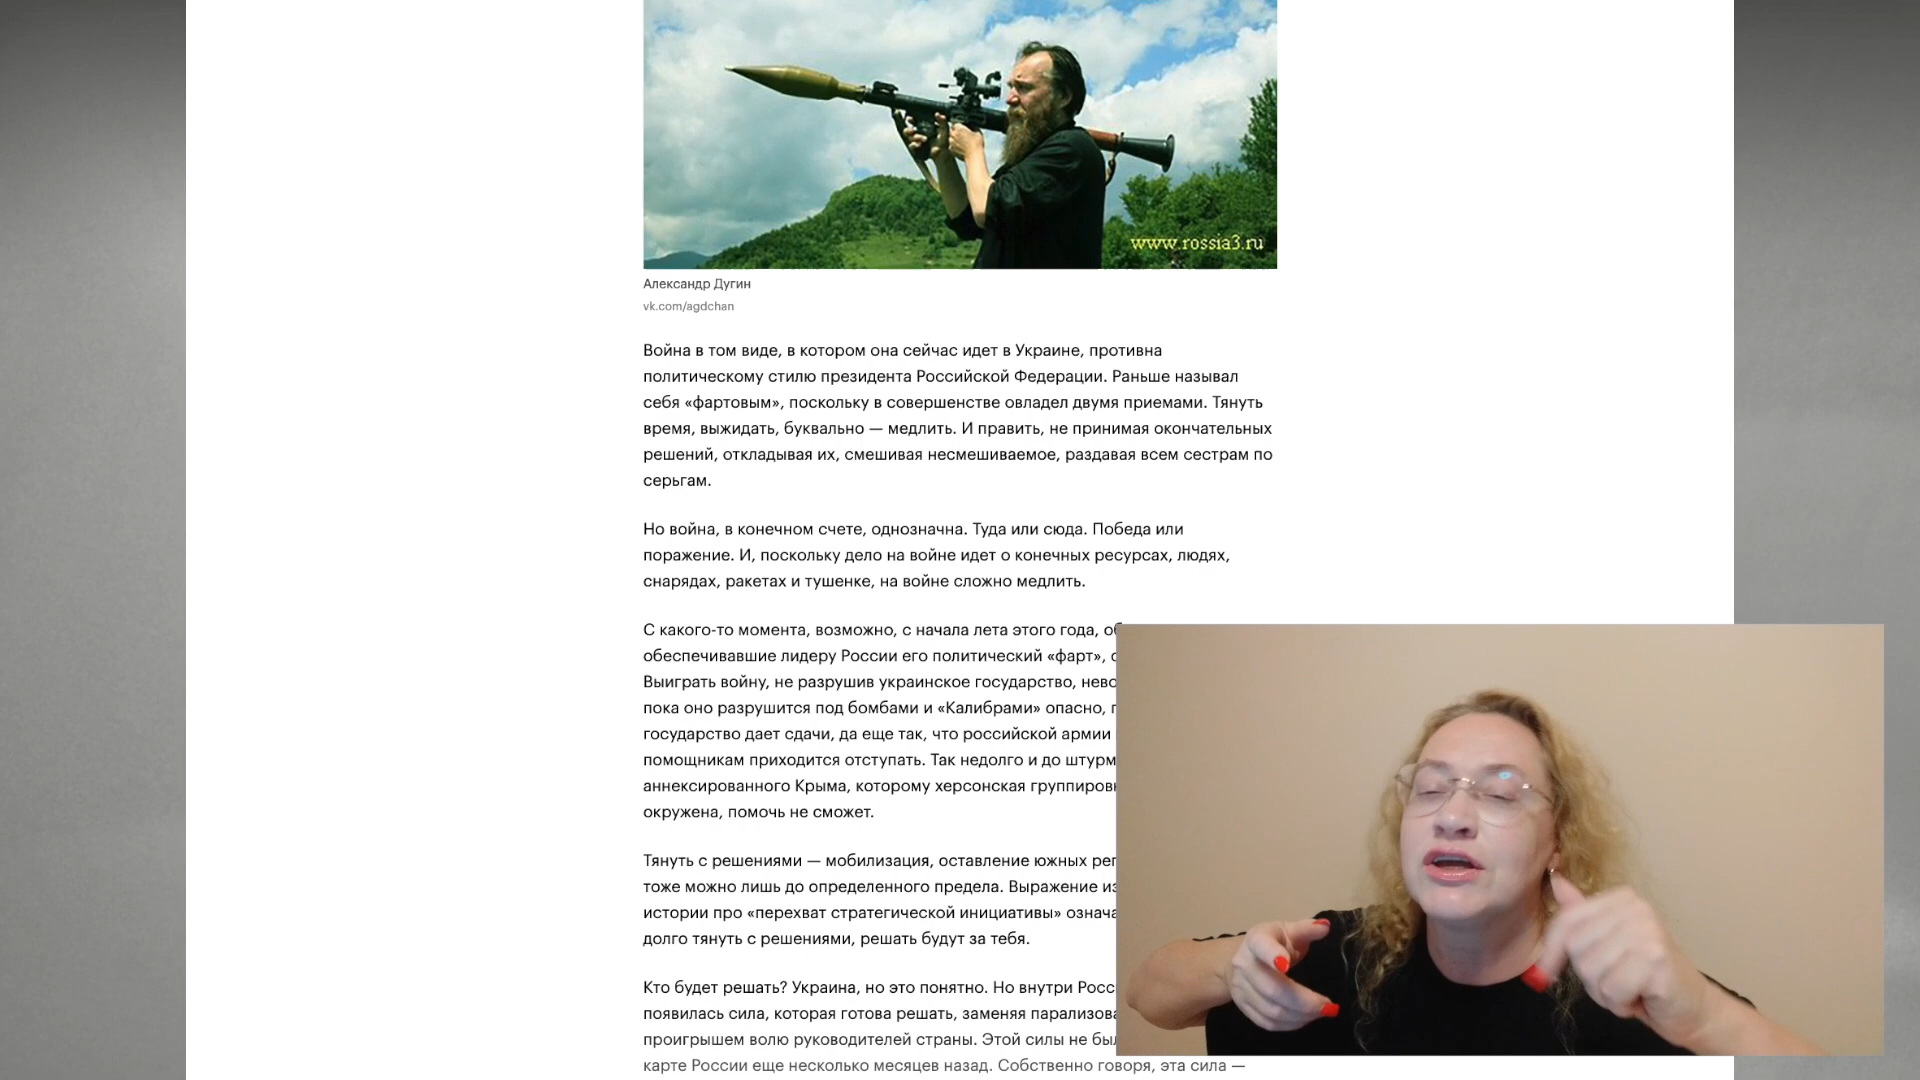 www.rossia3.ru
Александр Дугин
vk.com/agdchan
Война в том виде, в котором она сейчас идет в Украине, противна
политическому стилю президента Российской Федерации. Раньше называл
себя «фартовым», поскольку в совершенстве овладел двумя приемами. Тянуть
время, выжидать, буквально — медлить. И править, не принимая окончательных
решений, откладывая их, смешивая несмешиваемое, раздавая всем сестрам по
серьгам.
Но война, в конечном счете, однозначна. Туда или сюда. Победа или
поражение. И, поскольку дело на войне идет о конечных ресурсах, людях,
снарядах, ракетах и тушенке, на войне сложно медлить.
С какого-то момента, возможно, с начала лета этого года,
обеспечивавшие лидеру России его политический «фарт»,
Выиграть войну, не разрушив украинское государство,
пока оно разрушится под бомбами и «Калибрами» опасно,
государство дает сдачи, да еще так, что российской армии
помощникам приходится отступать. Так недолго и до
аннексированного Крыма, которому херсонская
окружена, помочь не сможет.
Тянуть с решениями — мобилизация, оставление южных
тоже можно лишь до определенного предела. Выражение
истории про «перехват стратегической инициативы»
долго тянуть с решениями, решать будут за тебя.
Кто будет решать? Украина, но это понятно. Но внутри
появилась сила, которая готова решать, заменяя
проигрышем волю руководителей страны. Этой силы не
карте России еще несколько месяцев назад. Собственно говоря, эта сила —